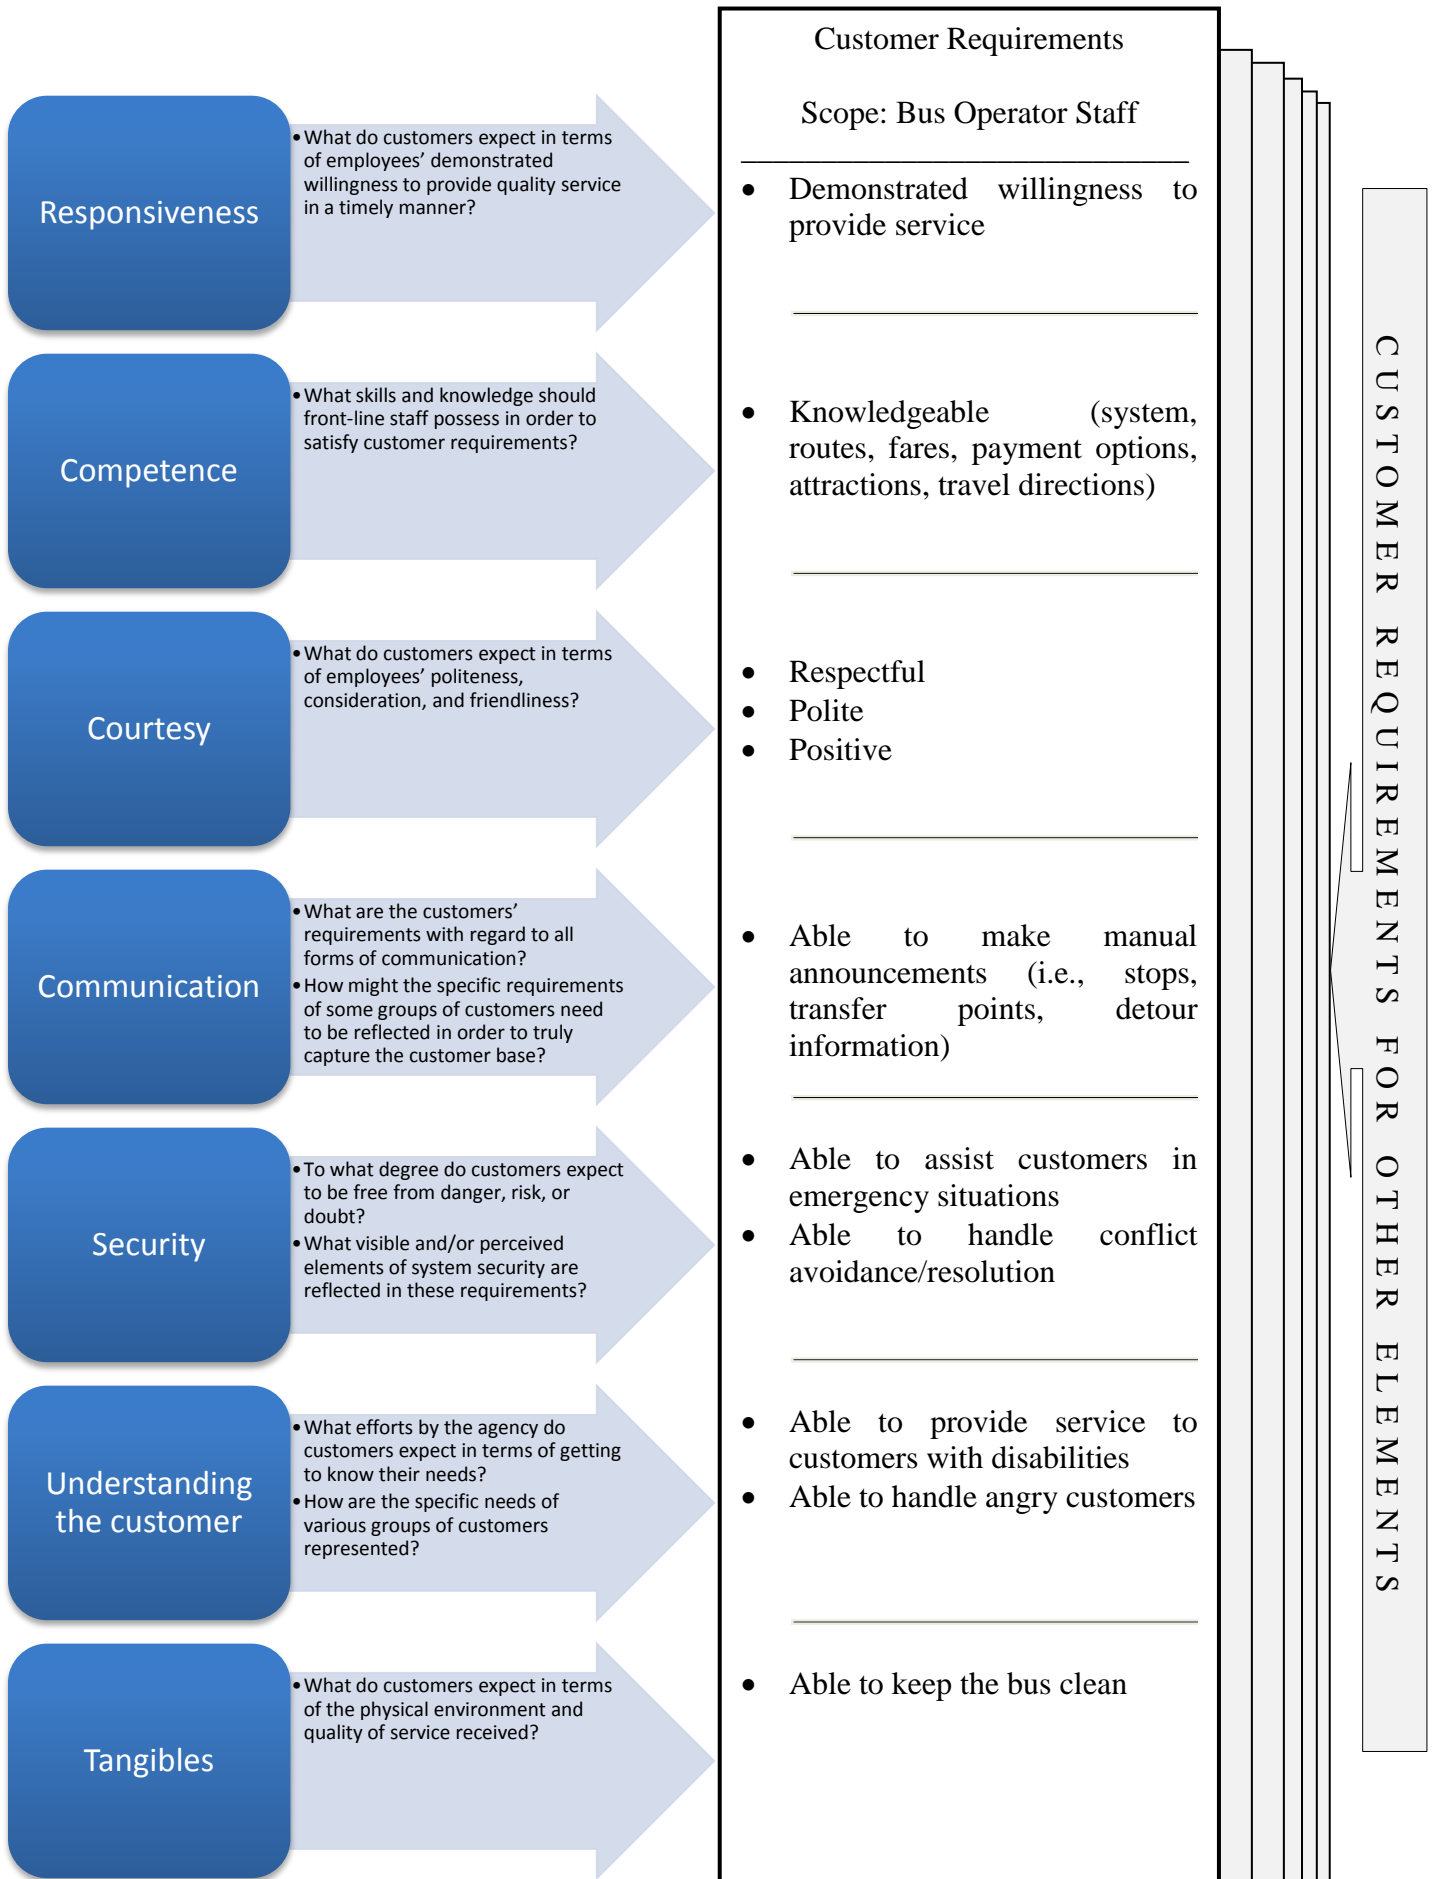 Customer Requirements
Scope: Bus Operator Staff
Responsiveness
•What do customers expect in terms
of employees’ demonstrated
willingness to provide quality service
in a timely manner?
• Demonstrated willingness to
provide service
Competence
•What skills and knowledge should
front-line staff possess in order to
satisfy customer requirements?
• Knowledgeable (system,
routes, fares, payment options,
attractions, travel directions)
Courtesy
•What do customers expect in terms
of employees’ politeness,
consideration, and friendliness?
• Respectful
• Polite
• Positive
Communication
•What are the customers’
requirements with regard to all
forms of communication?
•How might the specific requirements
of some groups of customers need
to be reflected in order to truly
capture the customer base?
• Able to make manual
announcements (i.e., stops,
transfer points, detour
information)
Security
•To what degree do customers expect
to be free from danger, risk, or
doubt?
•What visible and/or perceived
elements of system security are
reflected in these requirements?
• Able to assist customers in
emergency situations
• Able to handle conflict
avoidance/resolution
Understanding
the customer
•What efforts by the agency do
customers expect in terms of getting
to know their needs?
•How are the specific needs of
various groups of customers
represented?
• Able to provide service to
customers with disabilities
• Able to handle angry customers
Tangibles
•What do customers expect in terms
of the physical environment and
quality of service received?
• Able to keep the bus clean
CUSTOMER REQUIREMENTS FOR OTHER ELEMENTS